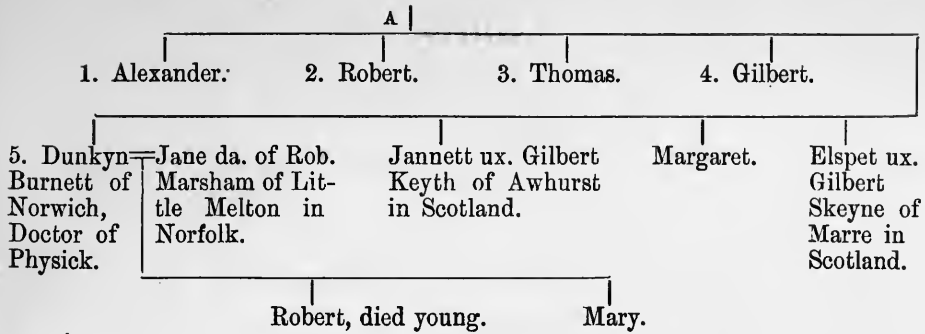 A
1. Alexander. 2. Robert. 3. Thomas. 4. Gilbert.
5. Dunkyn
Burnett of
Norwich,
Doctor of
Physick.
Jane da. of Rob.
Marsham of Lit-
tle Melton in
Norfolk.
Jannett ux. Gilbert
Keyth of Awhurst
in Scotland.
Margaret.
Elspet ux.
Gilbert
Skeyne of
Marre in
Scotland.
Robert, died young. Mary.